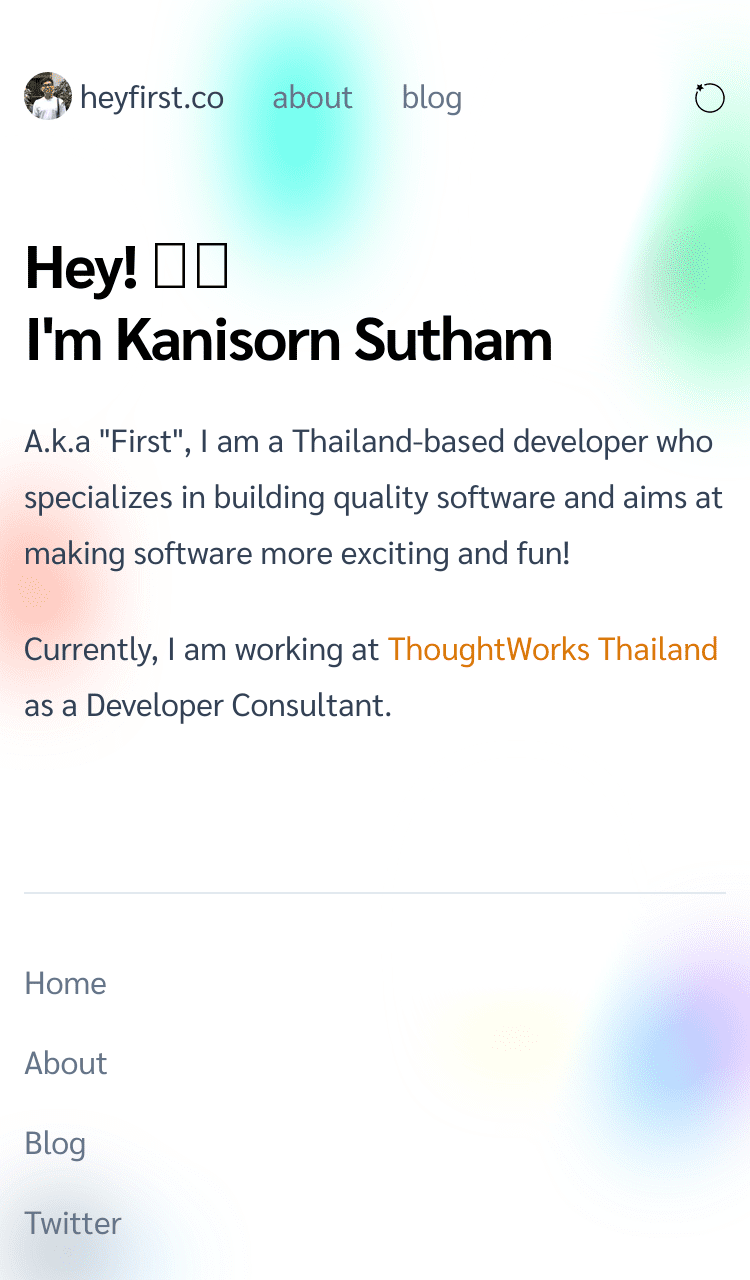 heyfirst.co about blog
Hey!
I'm Kanisorn Sutham
A.k.a "First", I am a Thailand-based developer who
specializes in building quality software and aims at
making software more exciting and fun!
Currently, I am working at ThoughtWorks Thailand
as a Developer Consultant.
Home
About
Blog
Twitter